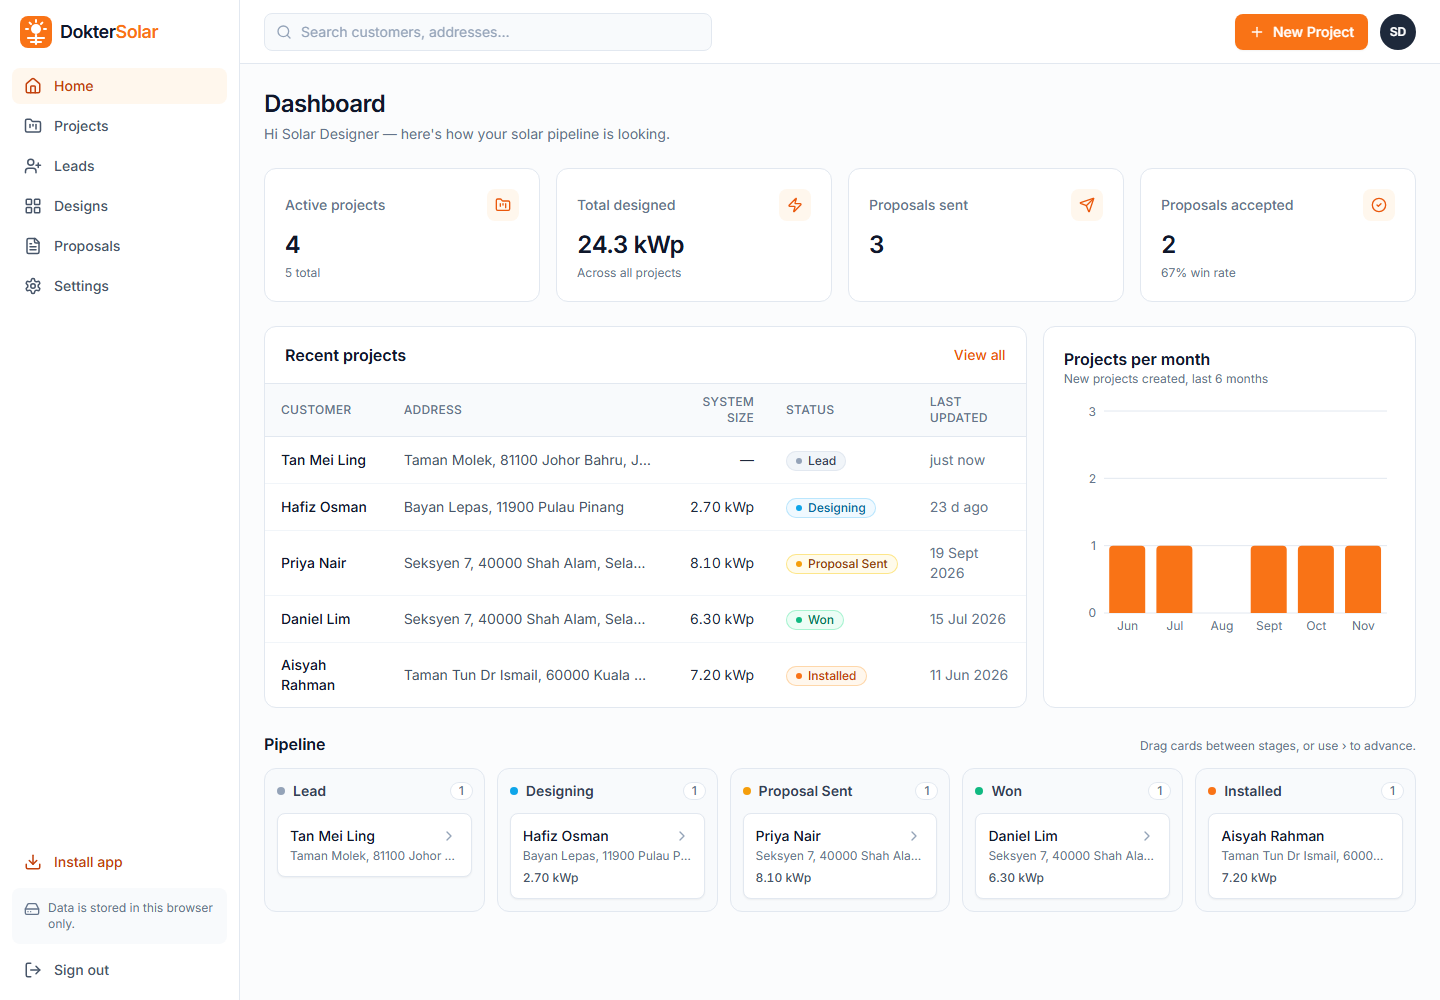 DokterSolar
Search customers, addresses...
New Project
SD
Home
Projects
Leads
Designs
Proposals
Settings
Install app
Data is stored in this browser
only.
Sign out
Dashboard
Hi Solar Designer — here's how your solar pipeline is looking.
Active projects
4
5 total
Total designed
24.3 kWp
Across all projects
Proposals sent
3
Proposals accepted
2
67% win rate
Recent projects
View all
CUSTOMER ADDRESS SYSTEM SIZE STATUS LAST UPDATED
Tan Mei Ling Taman Molek, 81100 Johor Bahru, J... — Lead just now
Hafiz Osman Bayan Lepas, 11900 Pulau Pinang 2.70 kWp Designing 23 d ago
Priya Nair Seksyen 7, 40000 Shah Alam, Sela... 8.10 kWp Proposal Sent 19 Sept 2026
Daniel Lim Seksyen 7, 40000 Shah Alam, Sela... 6.30 kWp Won 15 Jul 2026
Aisyah Rahman Taman Tun Dr Ismail, 60000 Kuala ... 7.20 kWp Installed 11 Jun 2026
Projects per month
New projects created, last 6 months
3
2
1
0
Jun Jul Aug Sept Oct Nov
Pipeline
Drag cards between stages, or use › to advance.
Lead 1
Tan Mei Ling
Taman Molek, 81100 Johor ...
Designing 1
Hafiz Osman
Bayan Lepas, 11900 Pulau P...
2.70 kWp
Proposal Sent 1
Priya Nair
Seksyen 7, 40000 Shah Ala...
8.10 kWp
Won 1
Daniel Lim
Seksyen 7, 40000 Shah Ala...
6.30 kWp
Installed 1
Aisyah Rahman
Taman Tun Dr Ismail, 6000...
7.20 kWp